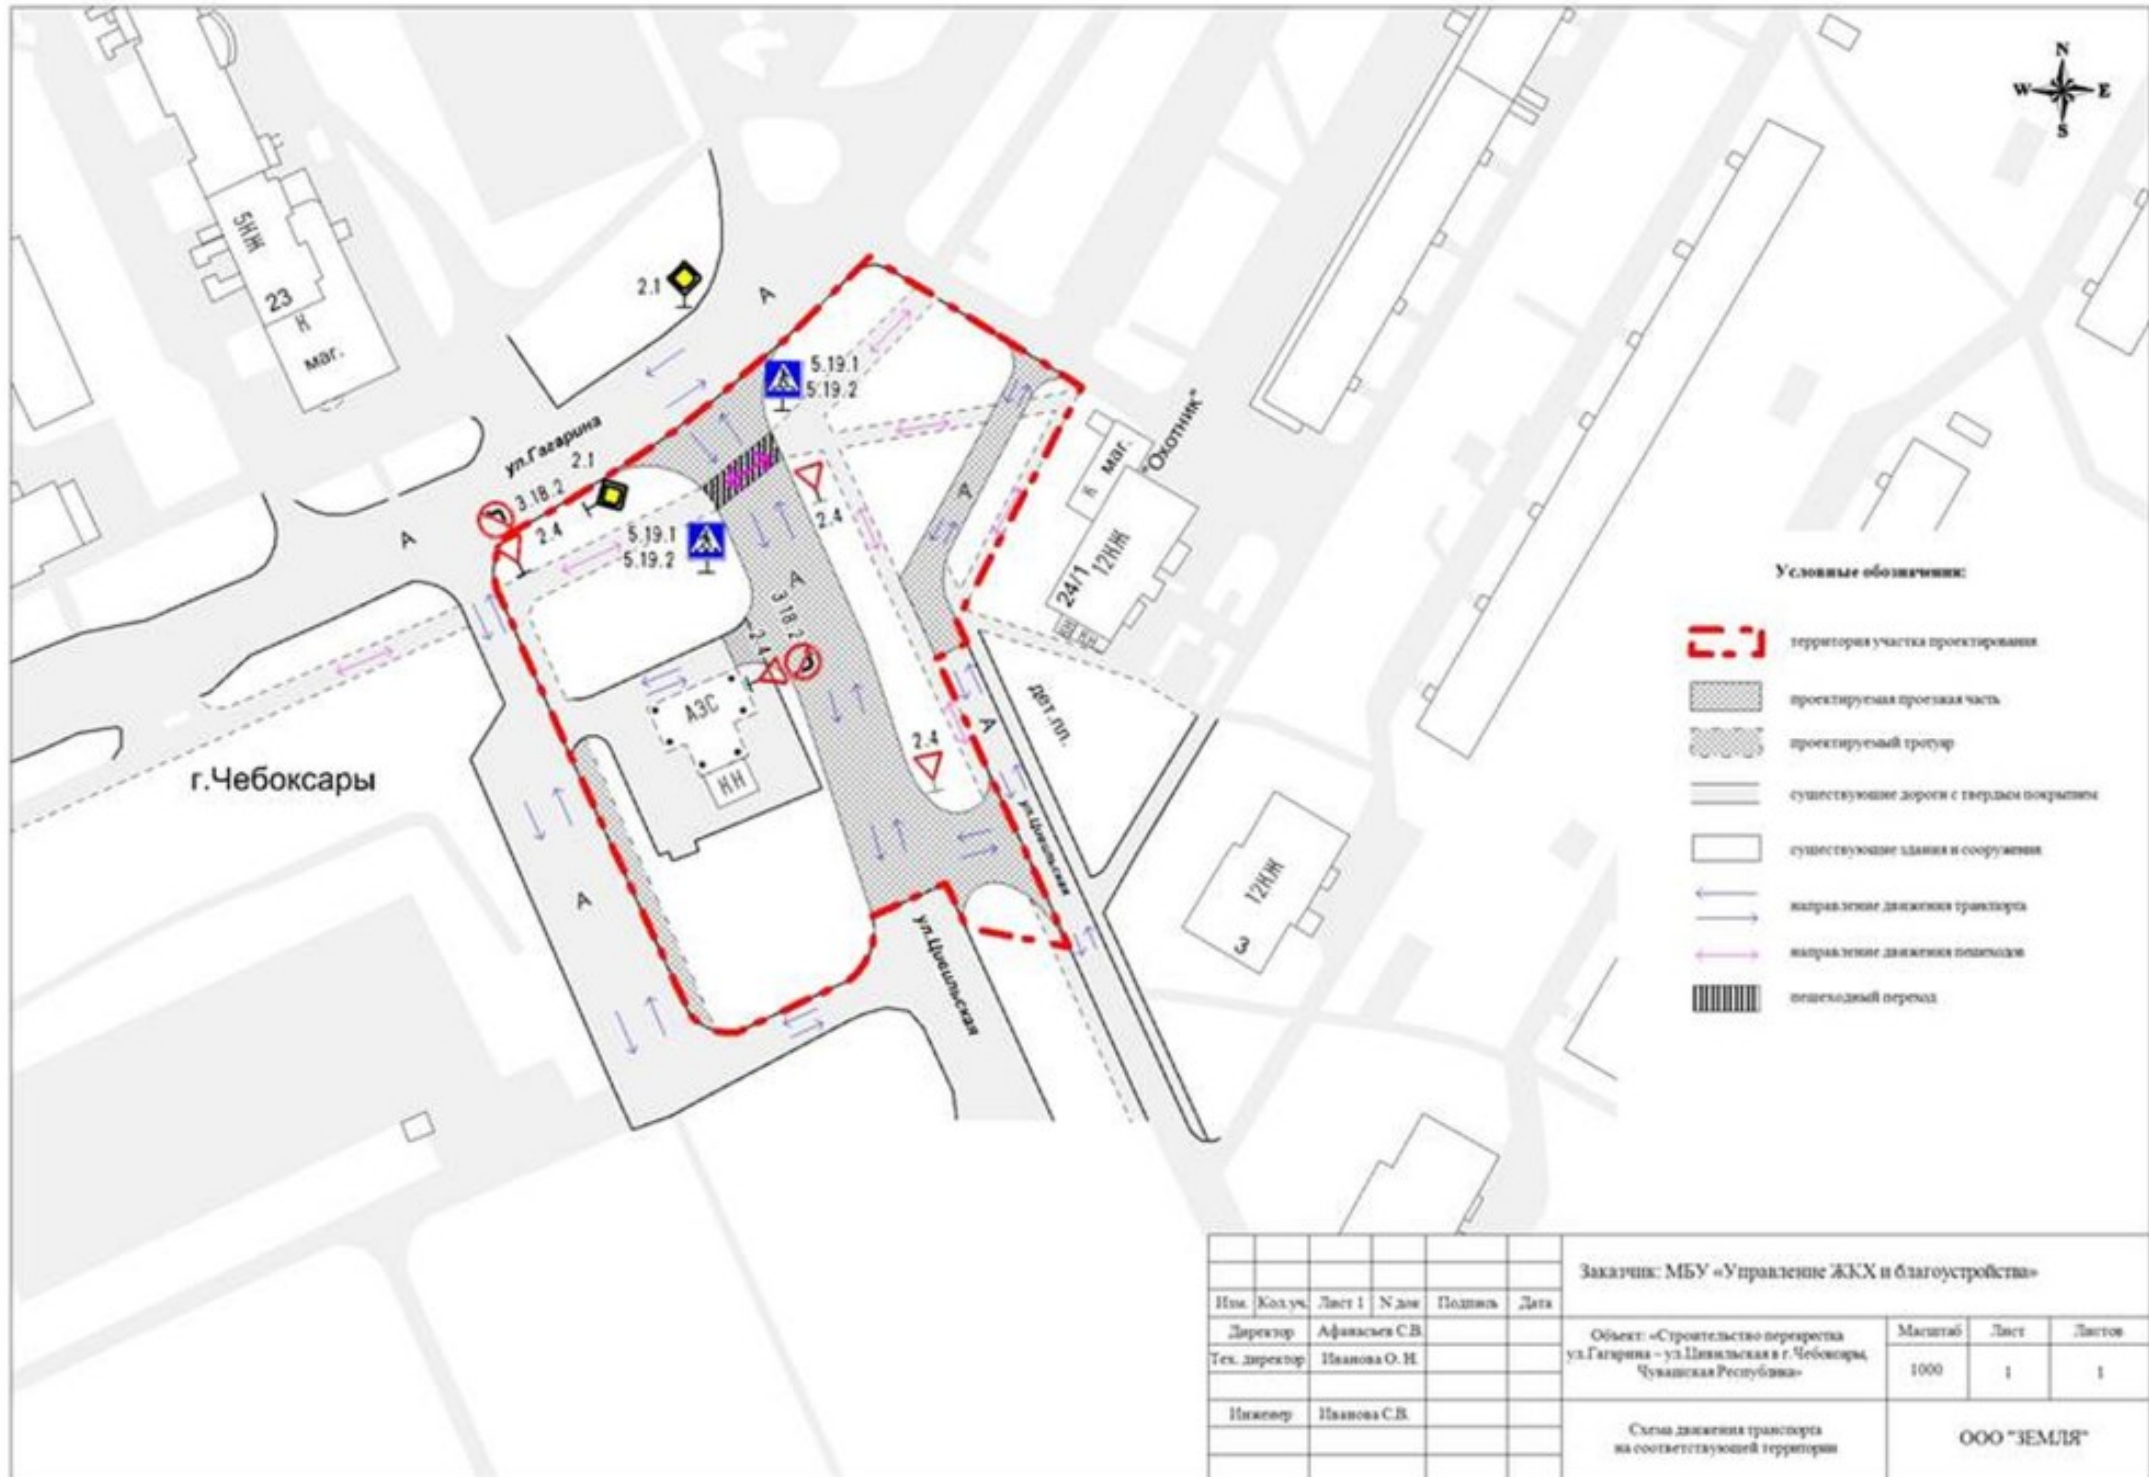 N
W E
S
5НЖ
23
Н
маг.
2.1
А
5.19.1
5.19.2
ул.Гагарина
2.1
3.18.2
2.4
А
5.19.1
5.19.2
2.4
А
3.18.2
2.4
А
Н маг.
"Охотник"
24/1
12НЖ
АЗС
НН
2.4
А
дет.пл.
ул.Цивильская
г.Чебоксары
А
ул.Цивильская
12НЖ
3
Условные обозначения:
территория участка проектирования
проектируемая проезжая часть
проектируемый тротуар
существующие дороги с твердым покрытием
существующие здания и сооружения
направление движения транспорта
направление движения пешеходов
пешеходный переход
Заказчик: МБУ «Управление ЖКХ и благоустройства»
Изм. Кол.уч. Лист 1 N док Подпись Дата
Директор Афанасьев С.В.
Тех. директор Иванова О. Н.
Инженер Иванова С.В.
Объект: «Строительство перекрестка
ул.Гагарина – ул.Цивильская в г.Чебоксары,
Чувашская Республика»
Масштаб Лист Листов
1000 1 1
Схема движения транспорта
на соответствующей территории
ООО "ЗЕМЛЯ"